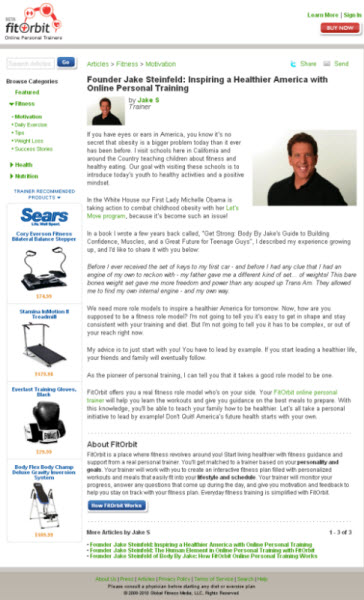 BETA
fitOrbit
Online Personal Trainers
Learn More | Sign In
BUY NOW
Search Articles
Go
Articles > Fitness > Motivation
Share
Send
Browse Categories
Featured
Fitness
• Motivation
• Daily Exercise
• Tips
• Weight Loss
• Success Stories
Health
Nutrition
TRAINER RECOMMENDED
PRODUCTS
Sears
Cory Everson Fitness
Bilateral Balance Stepper
$79.99
Stamina InMotion II
Treadmill
Everlast Training Gloves,
Black
$29.99
Body Flex Body Champ
Deluxe Gravity Inversion
System
Founder Jake Steinfeld: Inspiring a Healthier America with
Online Personal Training
by Jake S
Trainer
If you have eyes or ears in America, you know it's no
secret that obesity is a bigger problem today than it ever
has been before. I visit schools here in California and
around the Country teaching children about fitness and
healthy eating. Our goal with visiting these schools is to
introduce today's youth to healthy activities and a positive
mindset.
In the White House our First Lady Michelle Obama is
taking action to combat childhood obesity with her Let's
Move program, because it's become such an issue!
In a book I wrote a few years back called, "Get Strong: Body By Jake's Guide to Building
Confidence, Muscles, and a Great Future for Teenage Guys", I described my experience growing
up, and I'd like to share it with you below:
Before I ever received the set of keys to my first car - and before I had any clue that I had an
engine of my own to reckon with - my father gave me a different kind of set...of weights! This bare
bones weight set gave me more freedom and power than any souped up Trans Am. They allowed
me to find my own internal engine - and my own way.
We need more role models to inspire a healthier America for tomorrow. Now, how are you
supposed to be a role model? I'm not going to tell you it's easy to get in shape and stay
consistent with your training and diet. But I'm not going to tell you it has to be complex, or out of
your reach right now.
My advice is to just start with you! You have to lead by example. If you start leading a healthier life,
your friends and family will eventually follow.
As the pioneer of personal training, I can tell you that it takes a good role model to be one.
FitOrbit offers you a real fitness role model who's on your side. Your FitOrbit online personal
trainer will help you learn the workouts and give you guidance on the best meals to prepare. With
this knowledge, you'll be able to teach your family to be healthier. Let's all take a personal
initiative to lead by example! Don't Quit! America's future health starts with your own.
About FitOrbit
FitOrbit is a place where fitness revolves around you! Start living healthier with fitness guidance and
support from a real personal trainer. You'll get matched to a trainer based on your personality and
goals. Your trainer will work with you to create an interactive fitness plan filled with personalized
workouts and meals that easily fit into your lifestyle and schedule. Your trainer will monitor your
progress, answer any questions that come up during the day, and give you motivation and feedback to
help you stay on track with your fitness plan. Everyday fitness training is simplified with FitOrbit.
How FitOrbit Works
More Articles by Jake S
1 - 3 of 3
• Founder Jake Steinfeld: Inspiring a Healthier America with Online Personal Training
• Founder Jake Steinfeld: The Human Element in Online Personal Training with FitOrbit
• Founder Jake Steinfeld of Body By Jake: How FitOrbit Online Personal Training Works
About Us | Press | Articles | Privacy Policy | Terms of Service | Search | Help
Please consult a physician before starting any diet or exercise plan.
© 2009-2010 Global Fitness Media, LLC. All Rights Reserved.